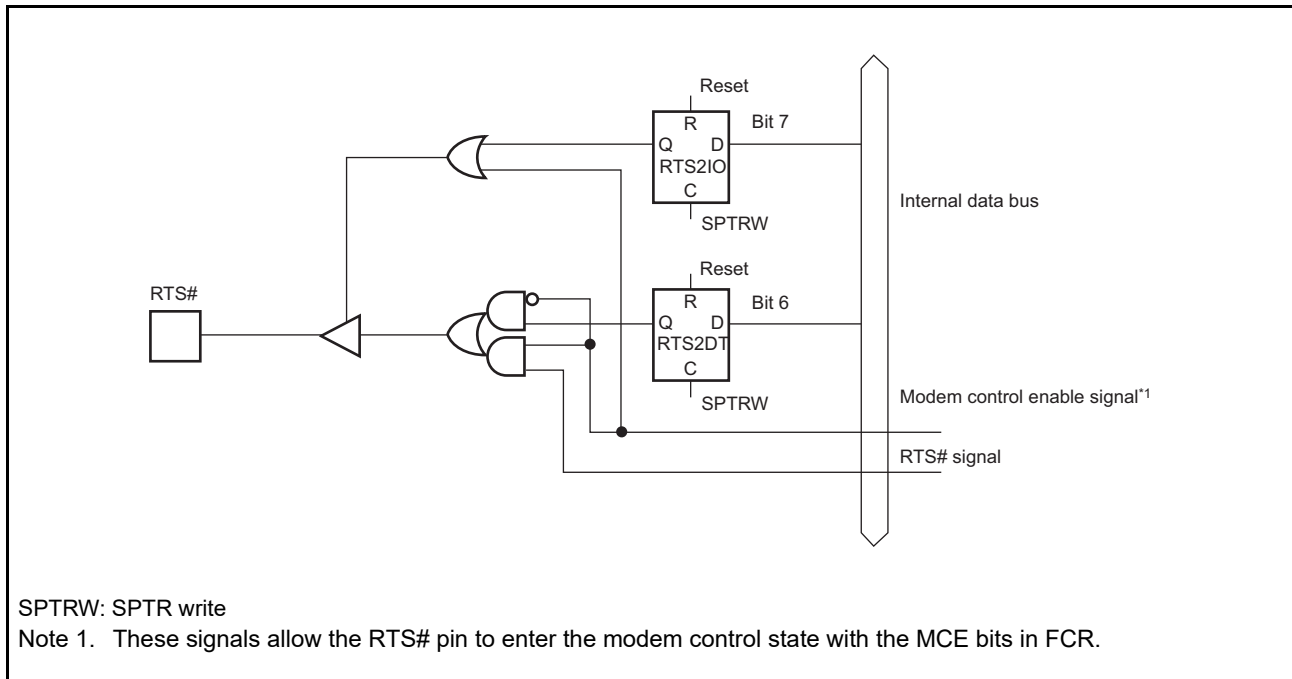 Reset
R
Bit 7
Q D
RTS2IO
C
SPTRW
Internal data bus
Reset
RTS#
R
Bit 6
Q D
RTS2DT
C
SPTRW
Modem control enable signal*1
RTS# signal
SPTRW: SPTR write
Note 1. These signals allow the RTS# pin to enter the modem control state with the MCE bits in FCR.